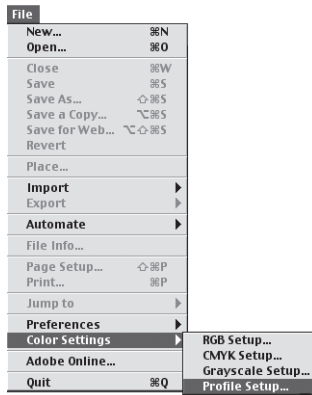 File
New... ⌘N
Open... ⌘O
Close ⌘W
Save ⌘S
Save As... ⇧⌘S
Save a Copy... ⌥⌘S
Save for Web... ⌥⇧⌘S
Revert
Place...
Import
Export
Automate
File Info...
Page Setup... ⇧⌘P
Print... ⌘P
Jump to
Preferences
Color Settings
Adobe Online...
Quit ⌘Q
RGB Setup...
CMYK Setup...
Grayscale Setup...
Profile Setup...